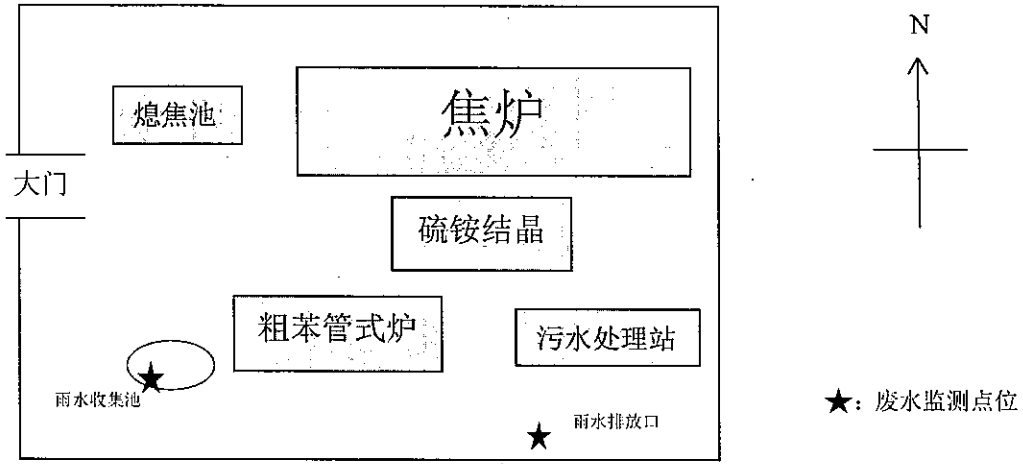 N
焦炉
熄焦池
大门
硫铵结晶
粗苯管式炉
污水处理站
雨水收集池
雨水排放口
★：废水监测点位